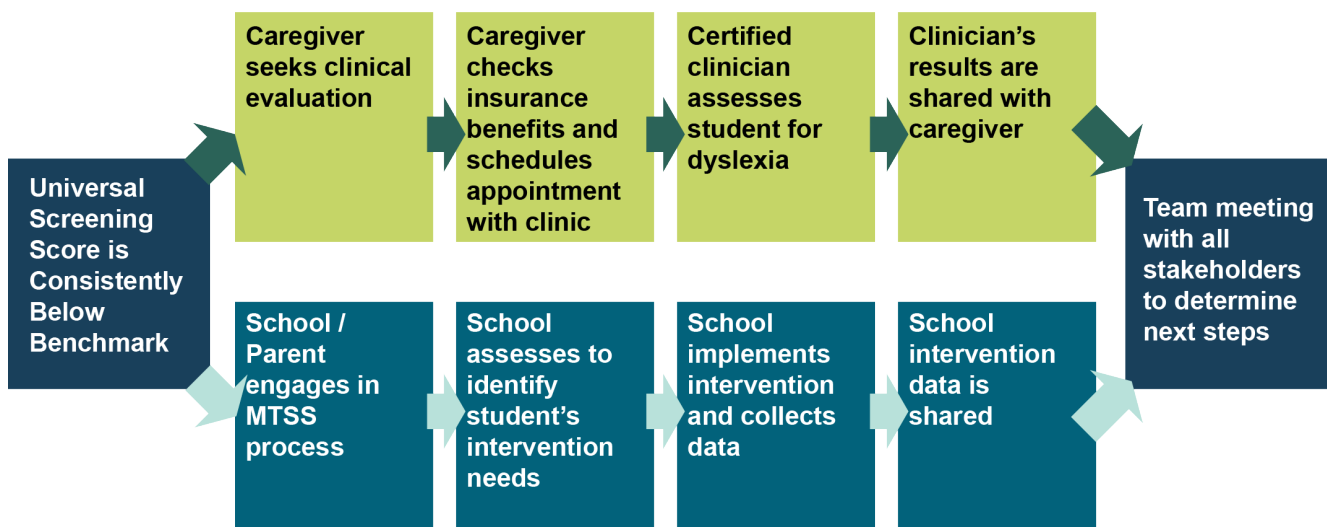 Universal
Screening
Score is
Consistently
Below
Benchmark
Caregiver
seeks clinical
evaluation
Caregiver
checks
insurance
benefits and
schedules
appointment
with clinic
Certified
clinician
assesses
student for
dyslexia
Clinician’s
results are
shared with
caregiver
School /
Parent
engages in
MTSS
process
School
assesses to
identify
student’s
intervention
needs
School
implements
intervention
and collects
data
School
intervention
data is
shared
Team meeting
with all
stakeholders
to determine
next steps